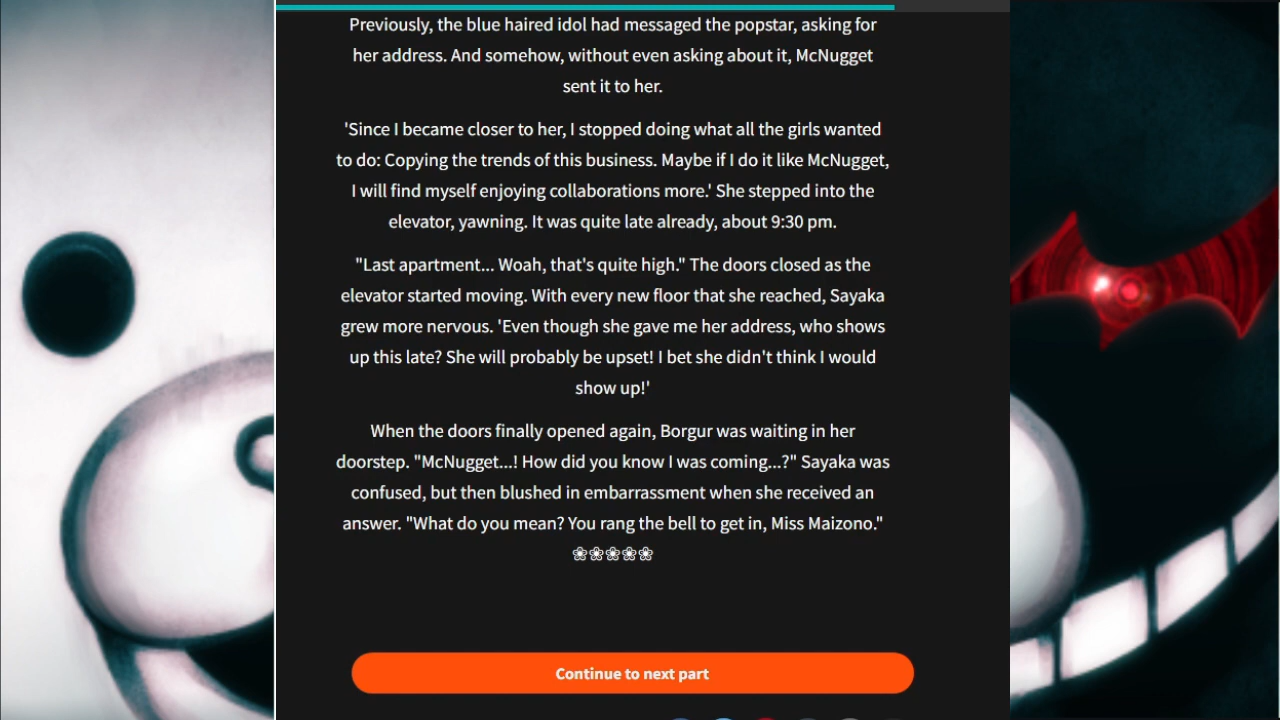 Previously, the blue haired idol had messaged the popstar, asking for
her address. And somehow, without even asking about it, McNugget
sent it to her.
'Since I became closer to her, I stopped doing what all the girls wanted
to do: Copying the trends of this business. Maybe if I do it like McNugget,
I will find myself enjoying collaborations more.' She stepped into the
elevator, yawning. It was quite late already, about 9:30 pm.
"Last apartment... Woah, that's quite high." The doors closed as the
elevator started moving. With every new floor that she reached, Sayaka
grew more nervous. 'Even though she gave me her address, who shows
up this late? She will probably be upset! I bet she didn't think I would
show up!'
When the doors finally opened again, Borgur was waiting in her
doorstep. "McNugget...! How did you know I was coming...?" Sayaka was
confused, but then blushed in embarrassment when she received an
answer. "What do you mean? You rang the bell to get in, Miss Maizono."
❀❀❀❀❀
Continue to next part